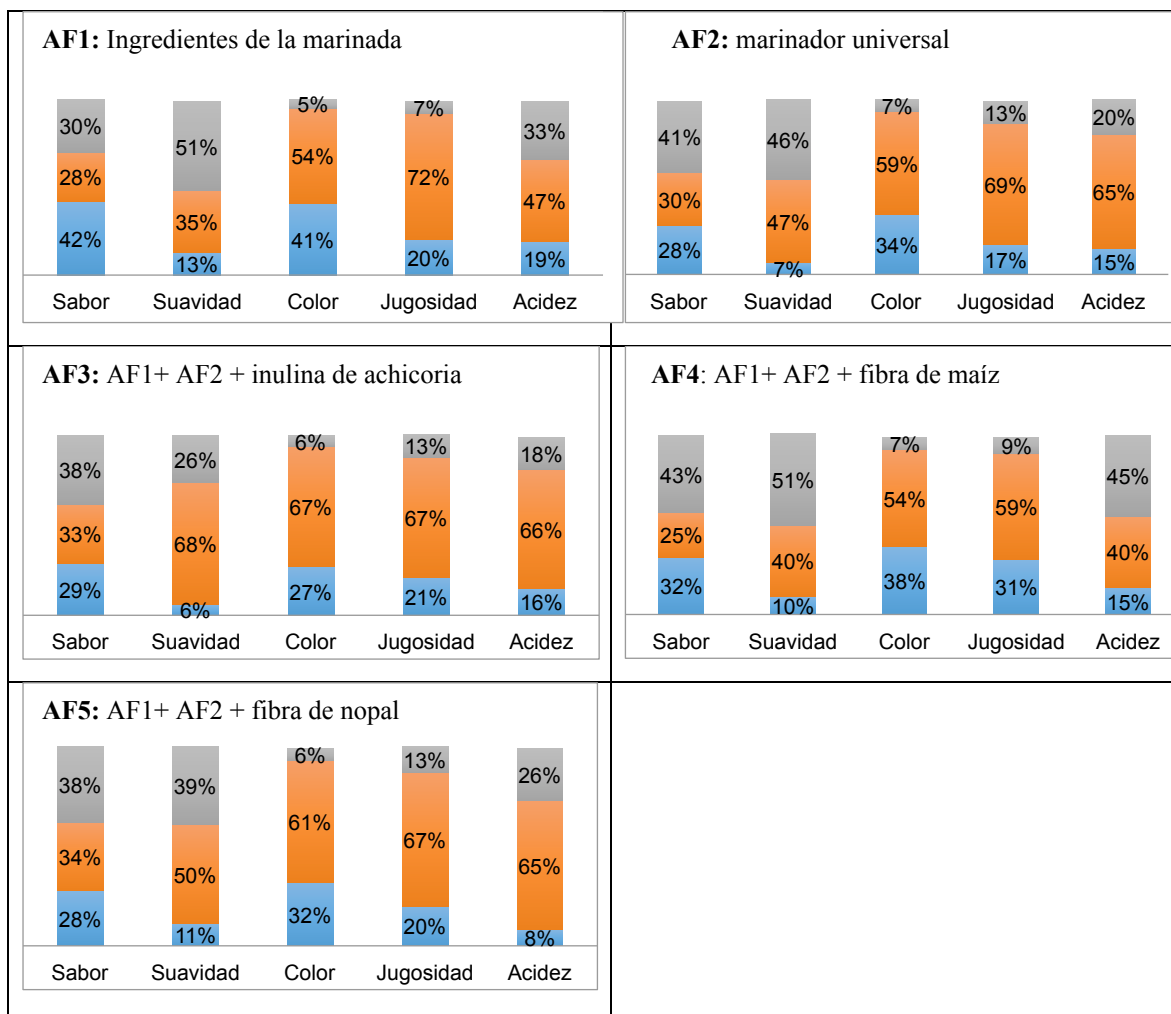 AF1: Ingredientes de la marinada
5% 7%
30% 51% 33%
54%
28% 72%
35% 47%
42% 41%
13% 20% 19%
Sabor Suavidad Color Jugosidad Acidez
AF2: marinador universal
7% 13% 20%
41% 46%
59% 69%
30% 47% 65%
28% 34%
7% 17% 15%
Sabor Suavidad Color Jugosidad Acidez
AF3: AF1+ AF2 + inulina de achicoria
6% 13% 18%
38% 26%
67% 67%
33% 68% 66%
29% 27% 21%
6% 16%
Sabor Suavidad Color Jugosidad Acidez
AF4: AF1+ AF2 + fibra de maíz
7% 9%
43% 51% 45%
54% 59%
25% 40% 40%
32% 38% 31%
10% 15%
Sabor Suavidad Color Jugosidad Acidez
AF5: AF1+ AF2 + fibra de nopal
6% 13%
38% 39% 26%
61% 67%
34% 50% 65%
28% 32% 20%
11% 8%
Sabor Suavidad Color Jugosidad Acidez